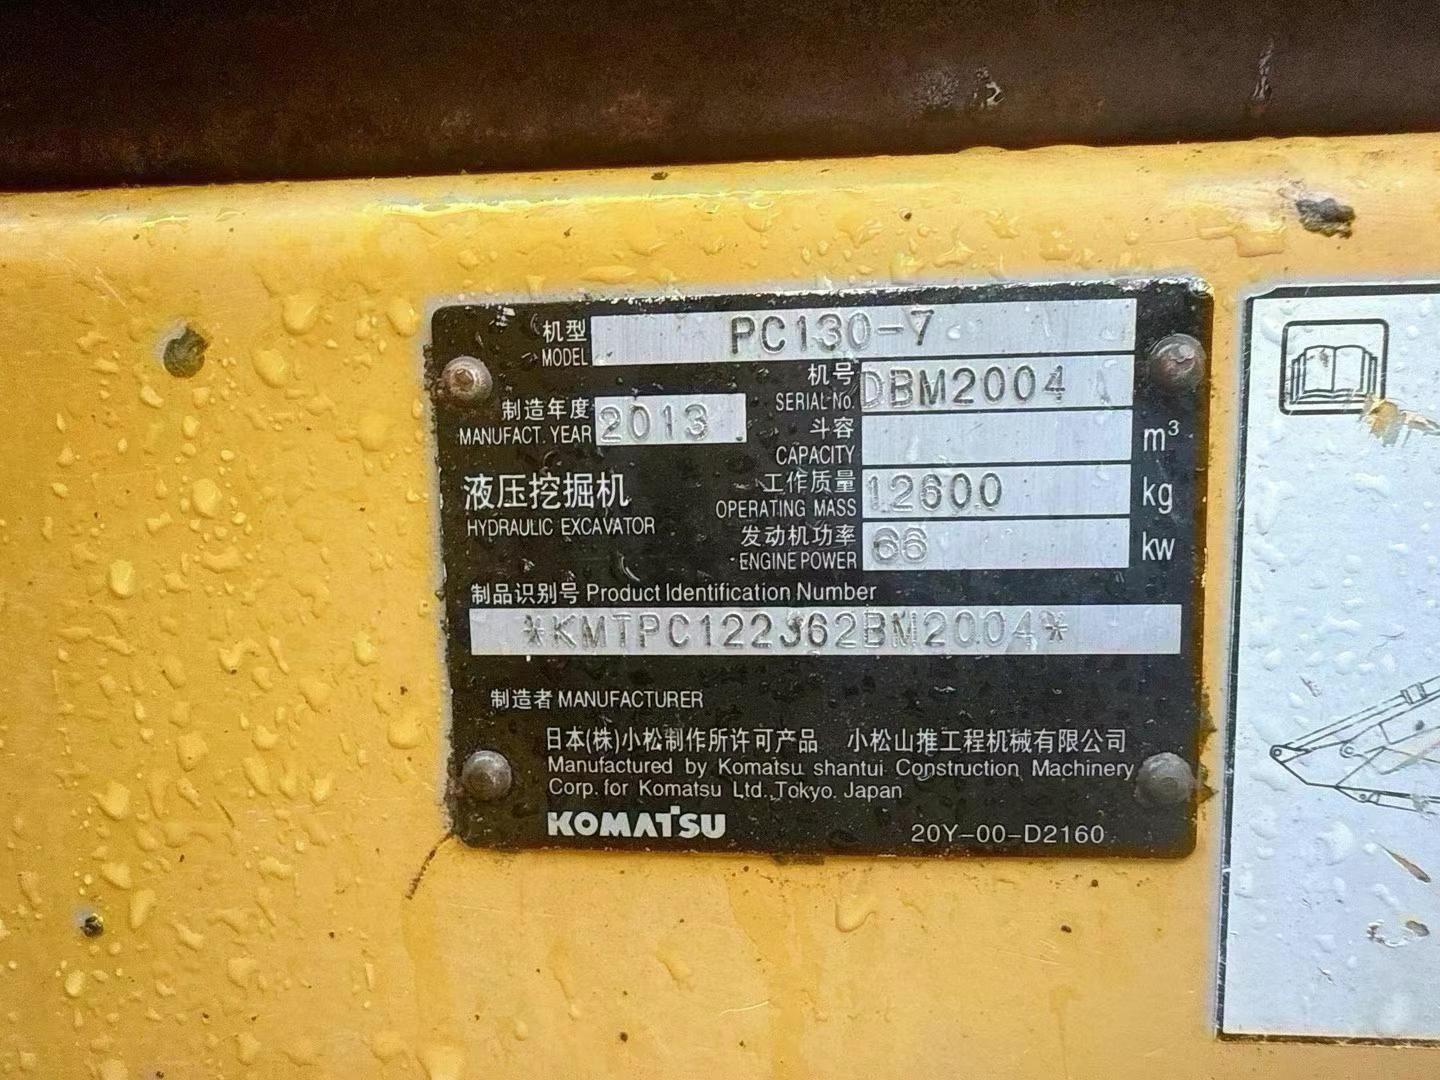 机型 PC130-7
MODEL
机号 DBM2004
SERIAL No.
制造年度 2013
MANUFACT. YEAR
斗容 m³
CAPACITY
液压挖掘机
HYDRAULIC EXCAVATOR
工作质量 12600 kg
OPERATING MASS
发动机功率 66 kw
ENGINE POWER
制品识别号 Product Identification Number
*KMTPC122J62BM2004*
制造者 MANUFACTURER
日本(株)小松制作所许可产品 小松山推工程机械有限公司
Manufactured by Komatsu shantui Construction Machinery
Corp. for Komatsu Ltd. Tokyo. Japan
KOMATSU 20Y-00-D2160